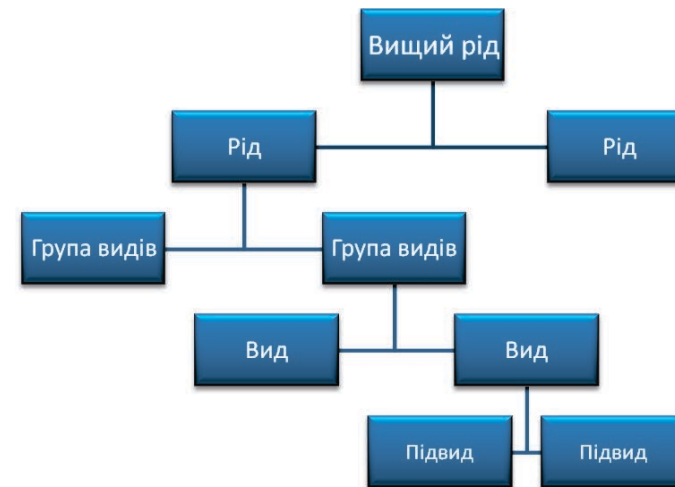 Вищий рід
Рід
Рід
Група видів
Група видів
Вид
Вид
Підвид
Підвид